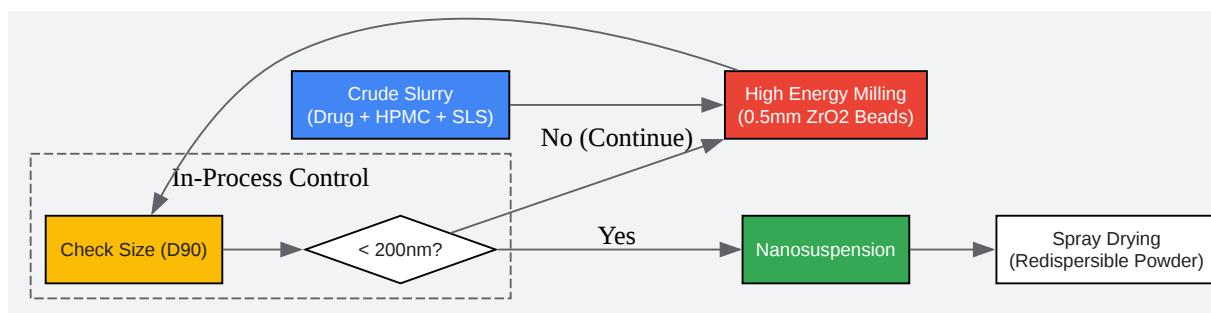 Crude Slurry
(Drug + HPMC + SLS)
High Energy Milling
(0.5mm ZrO2 Beads)
No (Continue)
In-Process Control
Check Size (D90)
< 200nm?
Yes
Nanosuspension
Spray Drying
(Redispersible Powder)